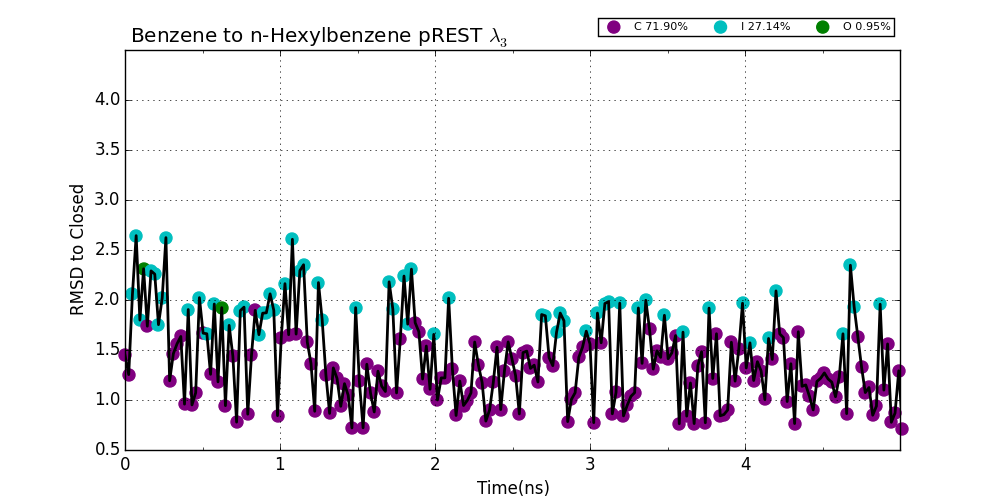 C 71.90% I 27.14% O 0.95%
Benzene to n-Hexylbenzene pREST λ₃
RMSD to Closed
4.0
3.5
3.0
2.5
2.0
1.5
1.0
0.5
0 1 2 3 4
Time(ns)